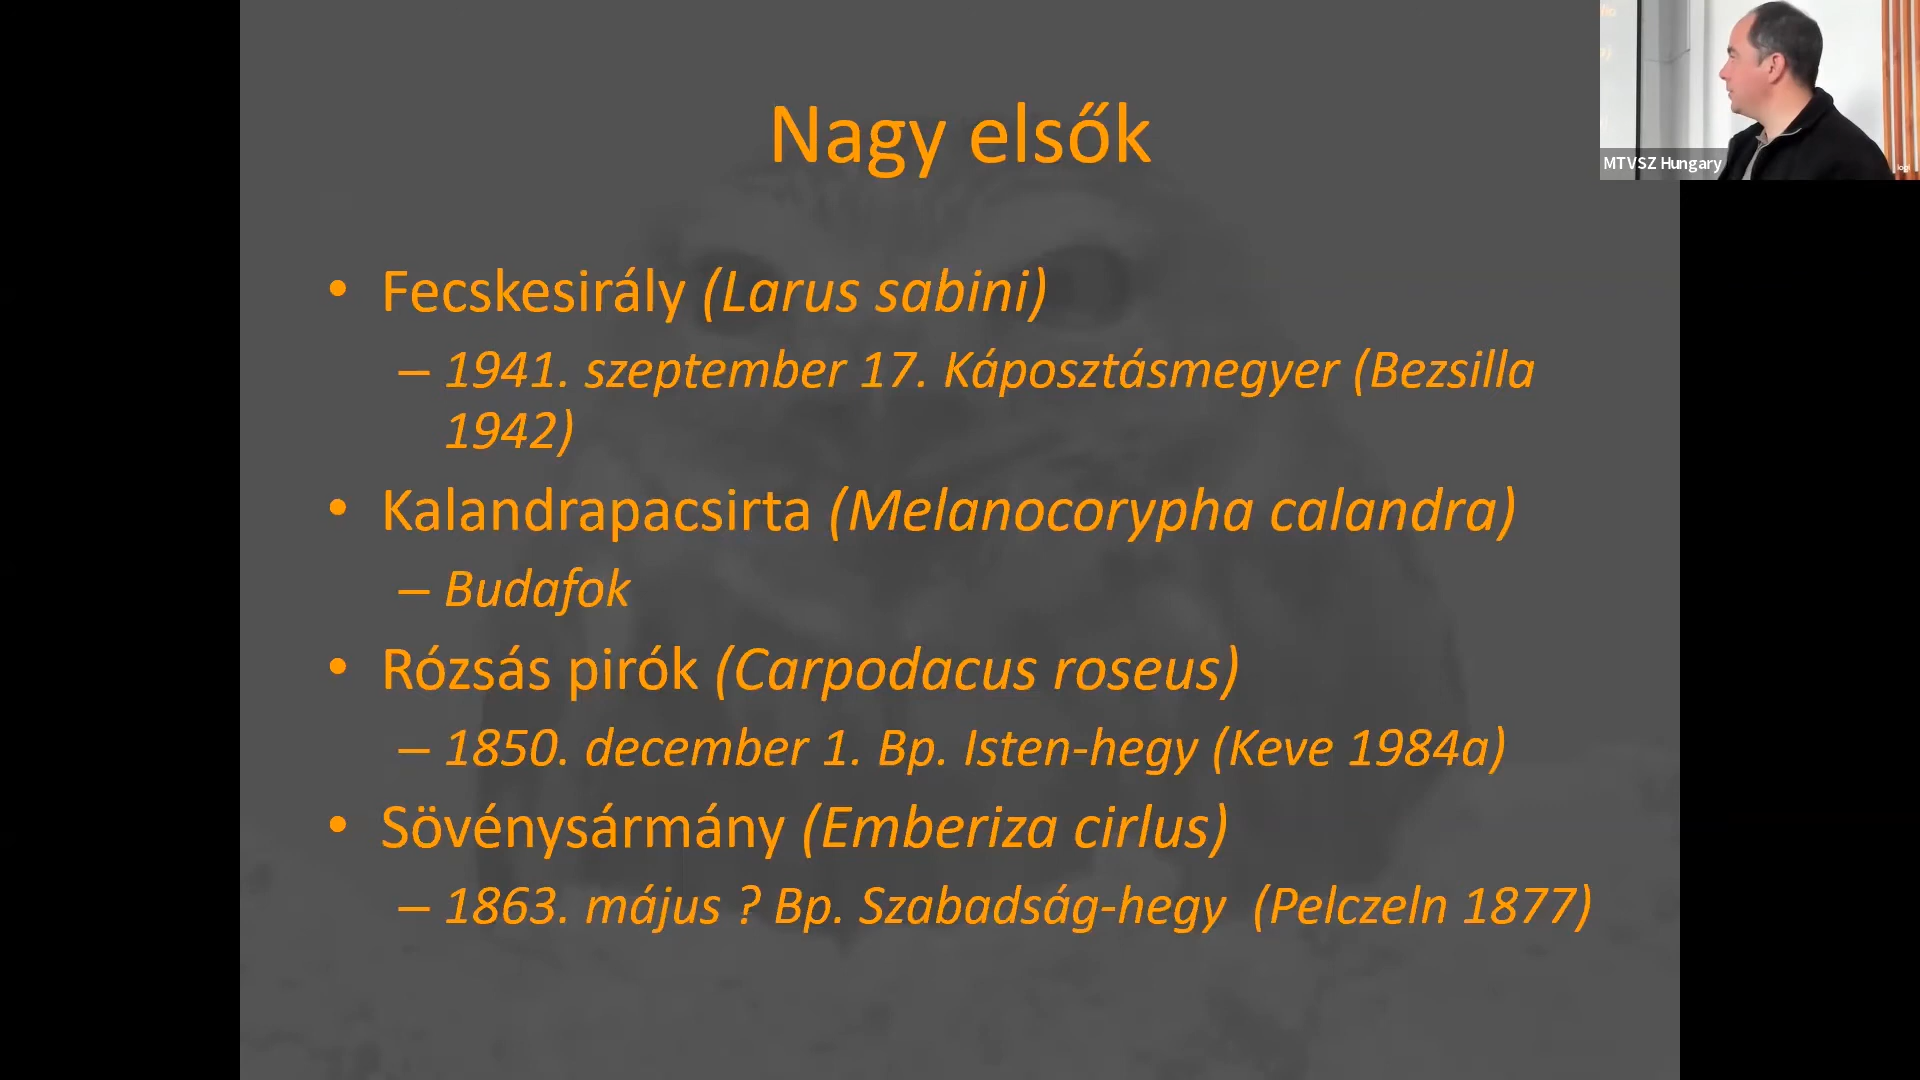 Nagy elsők
MTVSZ Hungary
• Fecskesirály (Larus sabini)
– 1941. szeptember 17. Káposztásmegyer (Bezsilla
1942)
• Kalandrapacsirta (Melanocorypha calandra)
– Budafok
• Rózsás pirók (Carpodacus roseus)
– 1850. december 1. Bp. Isten-hegy (Keve 1984a)
• Sövénysármány (Emberiza cirlus)
– 1863. május ? Bp. Szabadság-hegy (Pelczeln 1877)